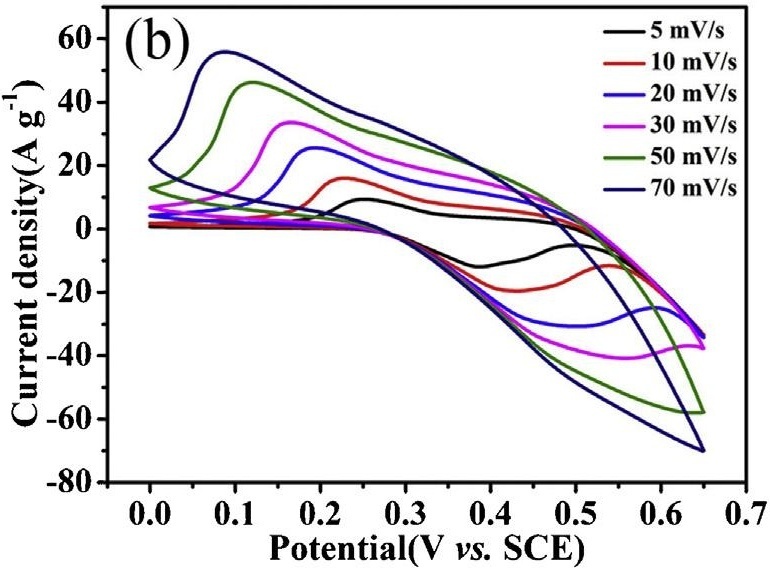 (b)
5 mV/s
10 mV/s
20 mV/s
30 mV/s
50 mV/s
70 mV/s
Current density(A g⁻¹)
60
40
20
0
-20
-40
-60
-80
0.0 0.1 0.2 0.3 0.4 0.5 0.6 0.7
Potential(V vs. SCE)